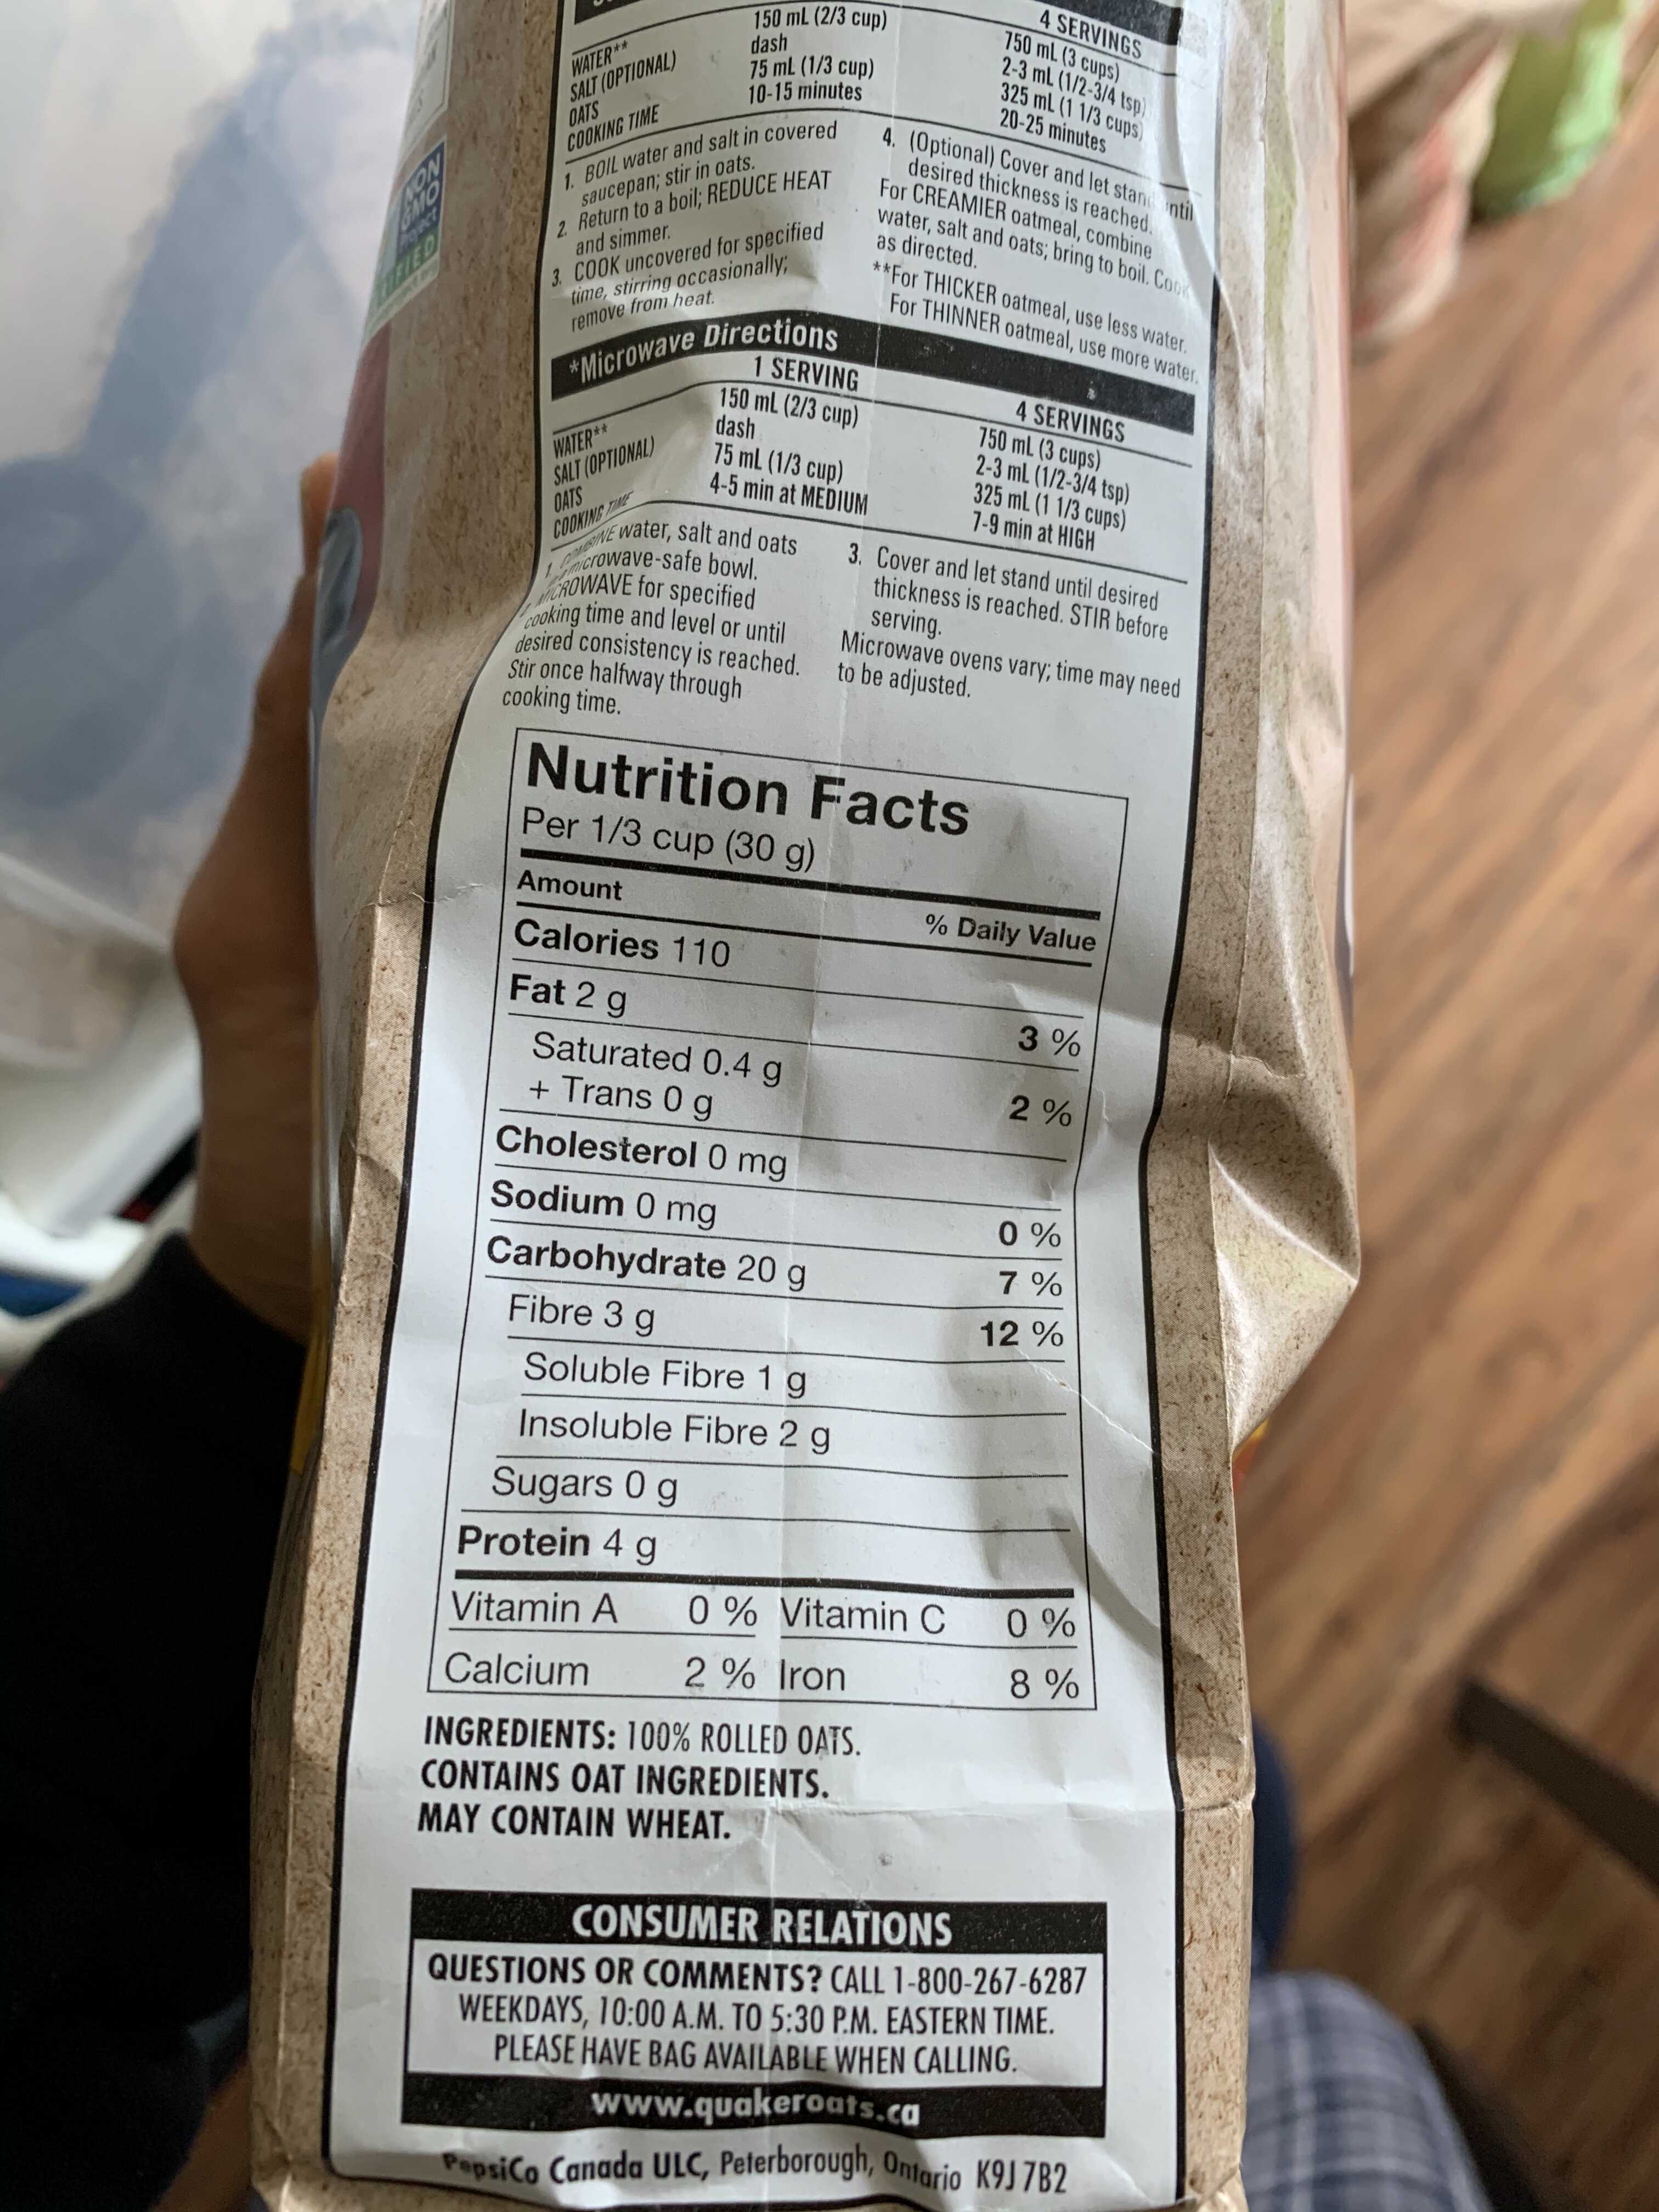 4 SERVINGS
WATER** 150 mL (2/3 cup) 750 mL (3 cups)
SALT (OPTIONAL) dash 2-3 mL (1/2-3/4 tsp)
OATS 75 mL (1/3 cup) 325 mL (1 1/3 cups)
COOKING TIME 10-15 minutes 20-25 minutes
1. BOIL water and salt in covered
saucepan; stir in oats.
2. Return to a boil; REDUCE HEAT
and simmer.
3. COOK uncovered for specified
time, stirring occasionally;
remove from heat.
4. (Optional) Cover and let stand until
desired thickness is reached.
For CREAMIER oatmeal, combine
water, salt and oats; bring to boil. Cook
as directed.
**For THICKER oatmeal, use less water.
For THINNER oatmeal, use more water.
*Microwave Directions
1 SERVING 4 SERVINGS
WATER** 150 mL (2/3 cup) 750 mL (3 cups)
SALT (OPTIONAL) dash 2-3 mL (1/2-3/4 tsp)
OATS 75 mL (1/3 cup) 325 mL (1 1/3 cups)
COOKING TIME 4-5 min at MEDIUM 7-9 min at HIGH
1. COMBINE water, salt and oats
microwave-safe bowl.
2. MICROWAVE for specified
cooking time and level or until
desired consistency is reached.
Stir once halfway through
cooking time.
3. Cover and let stand until desired
thickness is reached. STIR before
serving.
Microwave ovens vary; time may need
to be adjusted.
NON
GMO
Project
Nutrition Facts
Per 1/3 cup (30 g)
Amount % Daily Value
Calories 110
Fat 2 g 3 %
Saturated 0.4 g
+ Trans 0 g 2 %
Cholesterol 0 mg
Sodium 0 mg 0 %
Carbohydrate 20 g 7 %
Fibre 3 g 12 %
Soluble Fibre 1 g
Insoluble Fibre 2 g
Sugars 0 g
Protein 4 g
Vitamin A 0 % Vitamin C 0 %
Calcium 2 % Iron 8 %
INGREDIENTS: 100% ROLLED OATS.
CONTAINS OAT INGREDIENTS.
MAY CONTAIN WHEAT.
CONSUMER RELATIONS
QUESTIONS OR COMMENTS? CALL 1-800-267-6287
WEEKDAYS, 10:00 A.M. TO 5:30 P.M. EASTERN TIME.
PLEASE HAVE BAG AVAILABLE WHEN CALLING.
www.quakeroats.ca
PepsiCo Canada ULC, Peterborough, Ontario K9J 7B2